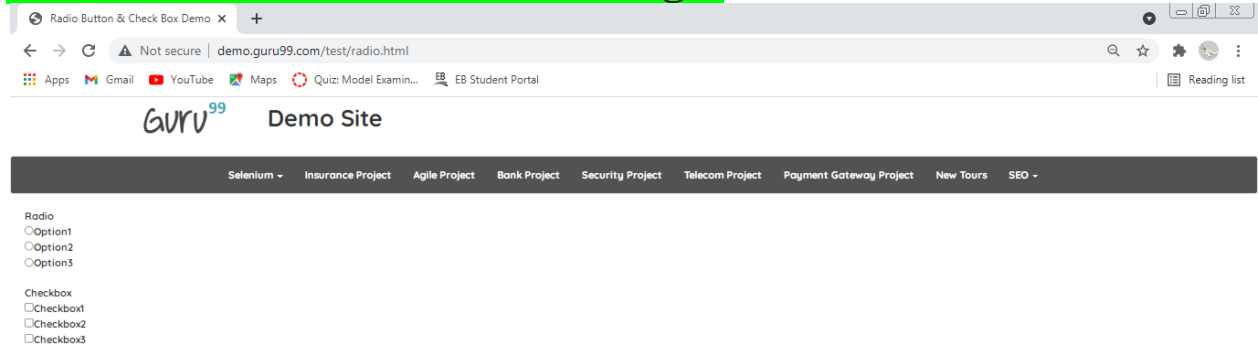 Radio Button & Check Box Demo
Not secure | demo.guru99.com/test/radio.html
Apps Gmail YouTube Maps Quiz: Model Examin... EB EB Student Portal Reading list
Guru99 Demo Site
Selenium Insurance Project Agile Project Bank Project Security Project Telecom Project Payment Gateway Project New Tours SEO
Radio
Option1
Option2
Option3
Checkbox
Checkbox1
Checkbox2
Checkbox3